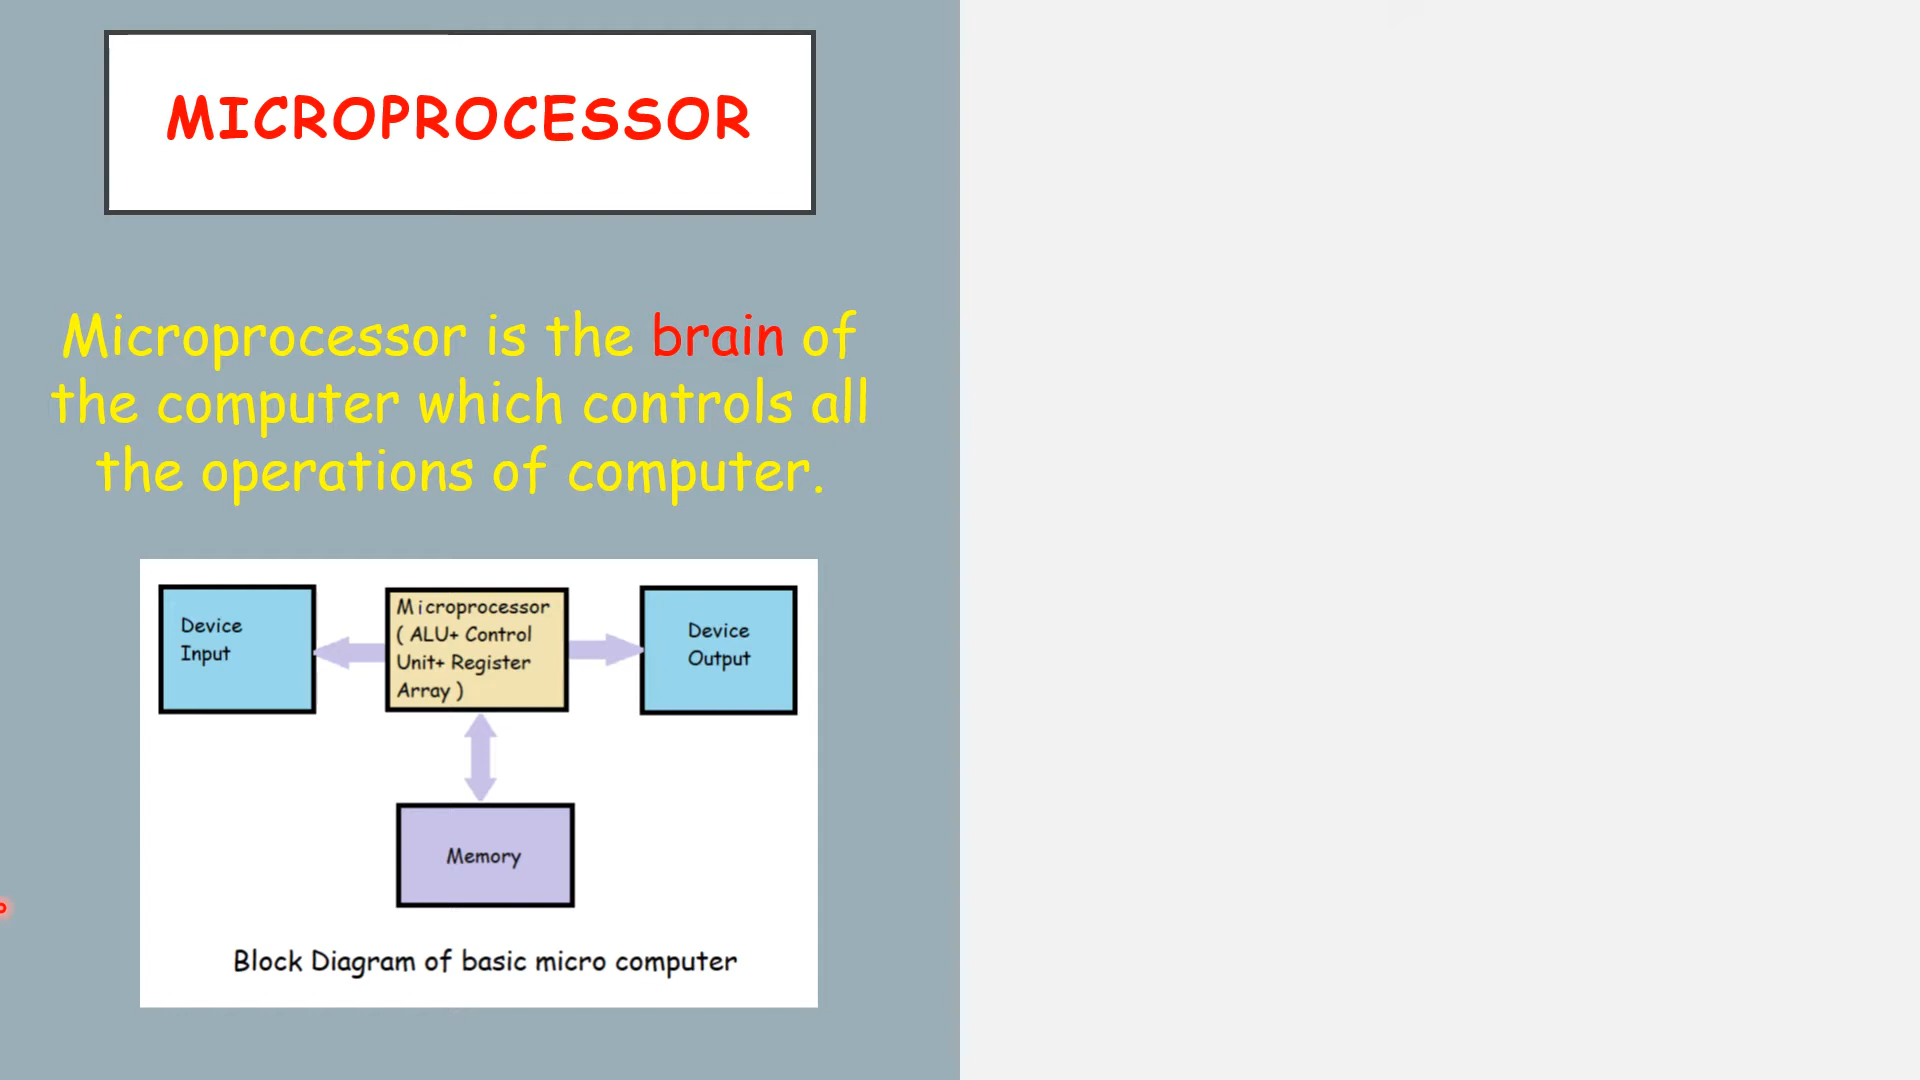 MICROPROCESSOR
Microprocessor is the brain of
the computer which controls all
the operations of computer.
Device
Input
Microprocessor
( ALU+ Control
Unit+ Register
Array )
Device
Output
Memory
Block Diagram of basic micro computer